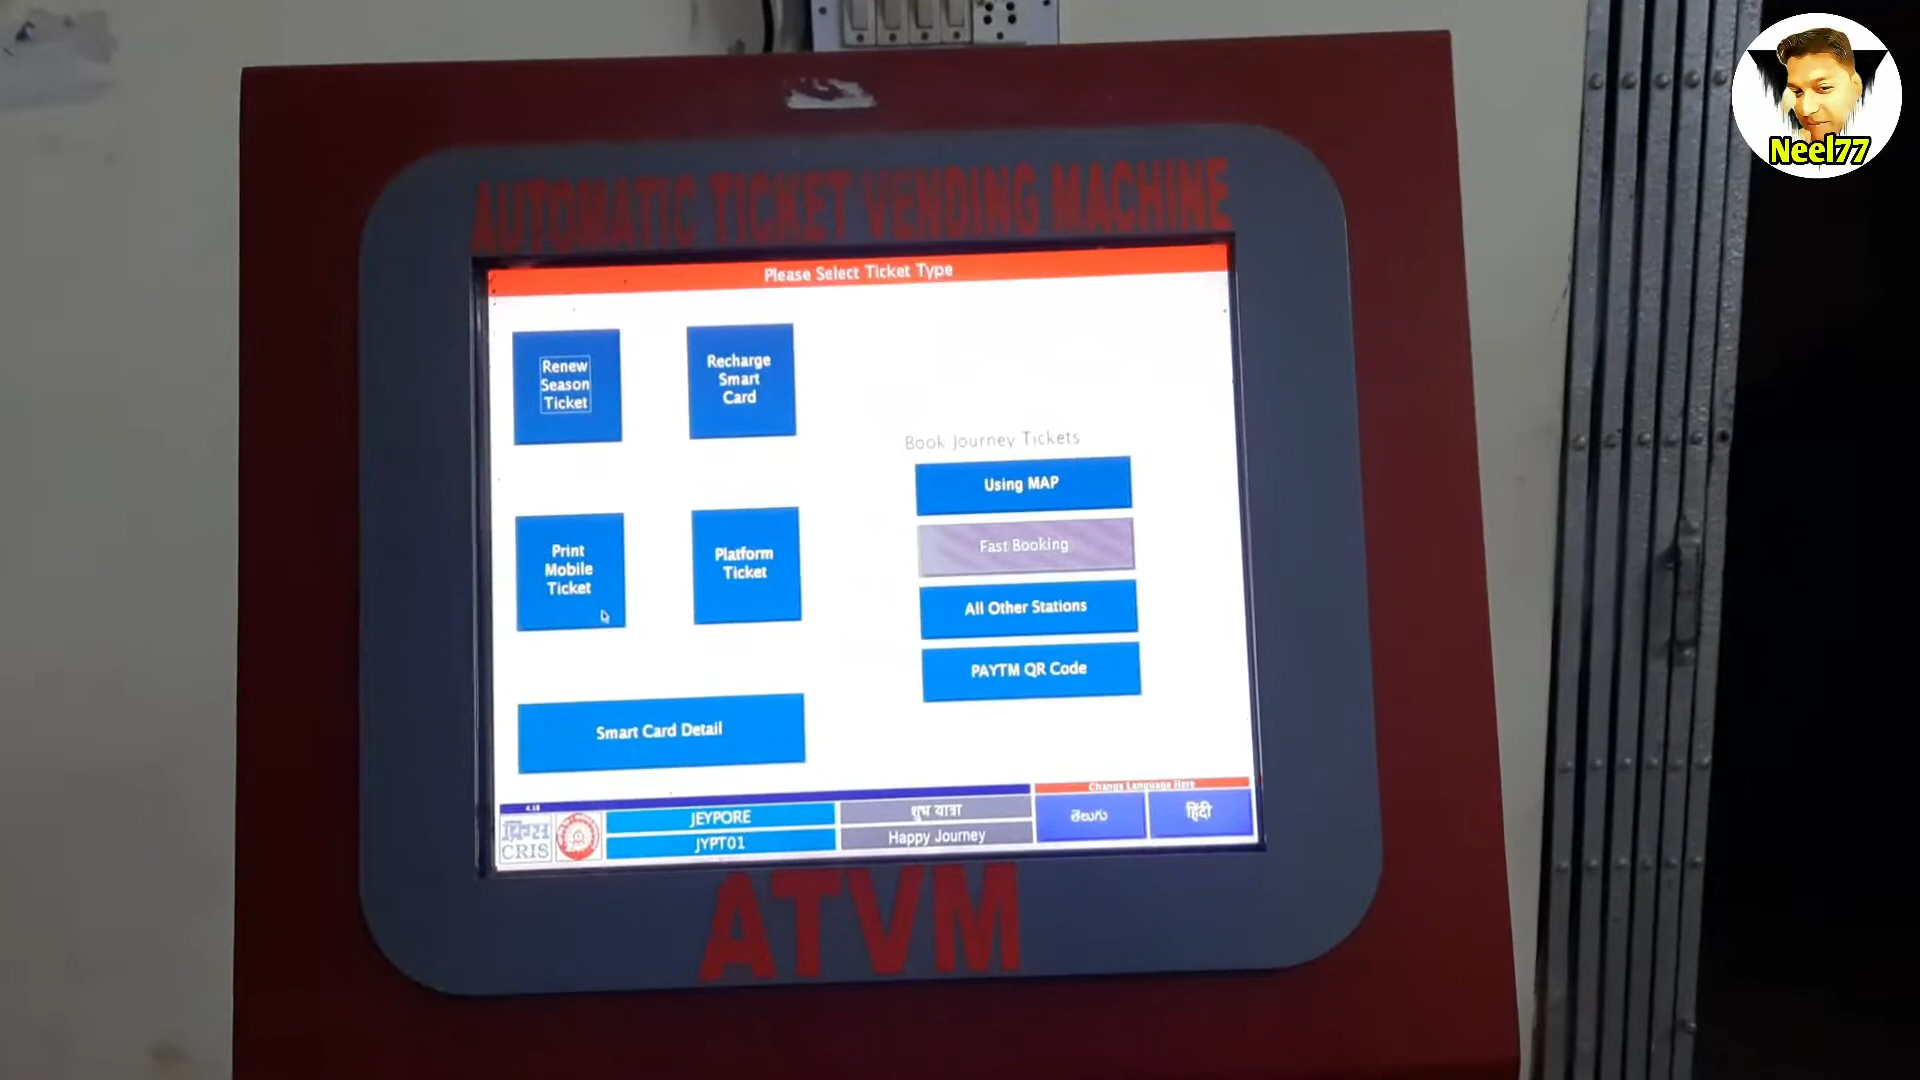 Neel77
AUTOMATIC TICKET VENDING MACHINE
Please Select Ticket Type
Renew
Season
Ticket
Recharge
Smart
Card
Book Journey Tickets
Using MAP
Fast Booking
All Other Stations
PAYTM QR Code
Print
Mobile
Ticket
Platform
Ticket
Smart Card Detail
Change Language Here
4.18
क्रिस
CRIS
JEYPORE
JYPT01
शुभ यात्रा
Happy Journey
తెలుగు
हिंदी
ATVM